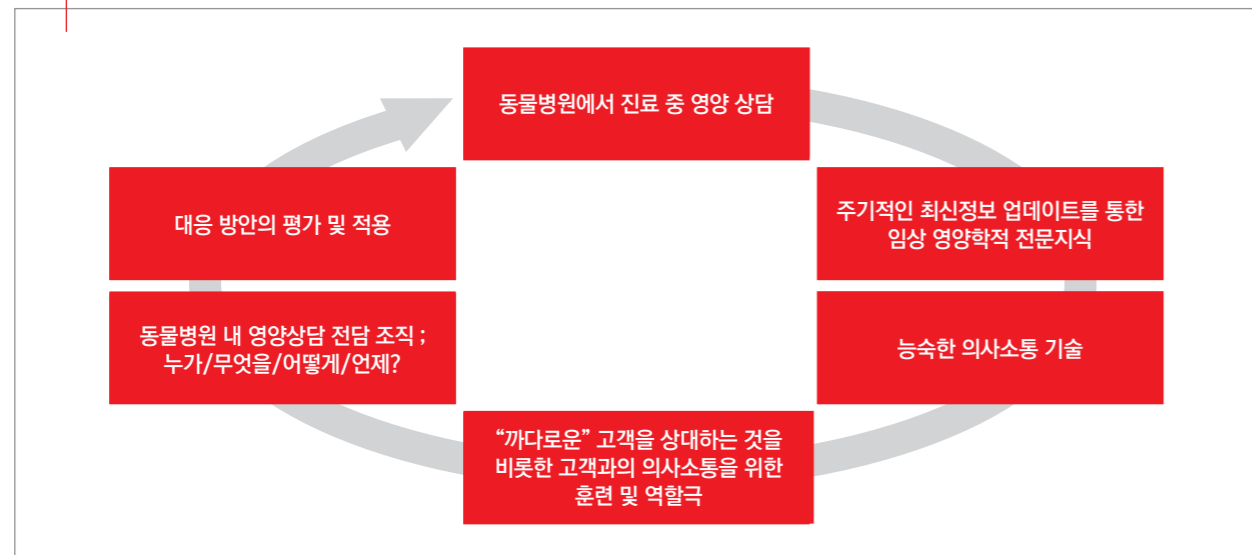 동물병원에서 진료 중 영양 상담
주기적인 최신정보 업데이트를 통한
임상 영양학적 전문지식
능숙한 의사소통 기술
“까다로운” 고객을 상대하는 것을
비롯한 고객과의 의사소통을 위한
훈련 및 역할극
동물병원 내 영양상담 전담 조직 ;
누가/무엇을/어떻게/언제?
대응 방안의 평가 및 적용